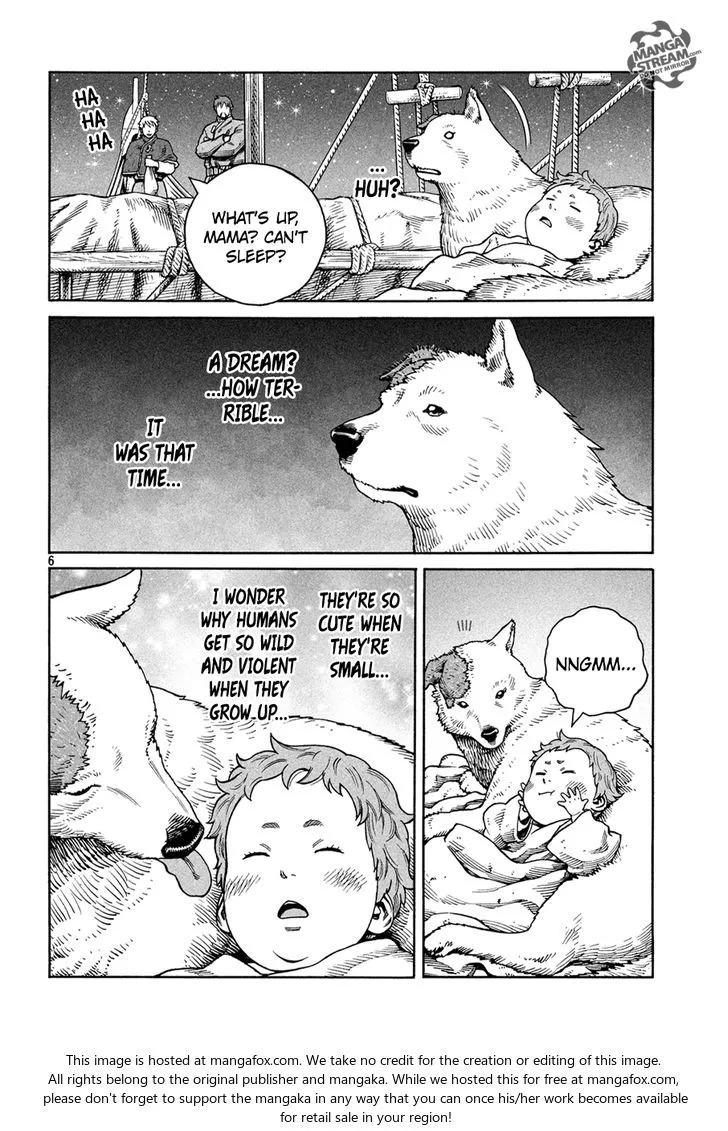 MANGA
STREAM.com
DO NOT MIRROR
HA
HA
HA
...
HUH?
WHAT'S UP,
MAMA? CAN'T
SLEEP?
A DREAM?
...HOW TER-
RIBLE...
IT
WAS THAT
TIME...
6
NNGMM...
THEY'RE SO
CUTE WHEN
THEY'RE
SMALL...
I WONDER
WHY HUMANS
GET SO WILD
AND VIOLENT
WHEN THEY
GROW UP...
This image is hosted at mangafox.com. We take no credit for the creation or editing of this image.
All rights belong to the original publisher and mangaka. While we hosted this for free at mangafox.com,
please don't forget to support the mangaka in any way that you can once his/her work becomes available
for retail sale in your region!